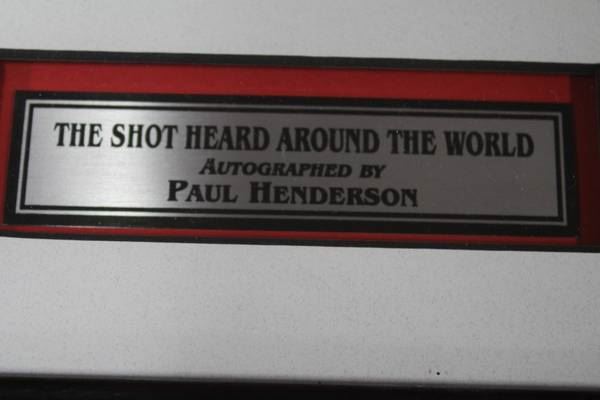 THE SHOT HEARD AROUND THE WORLD
AUTOGRAPHED BY
PAUL HENDERSON